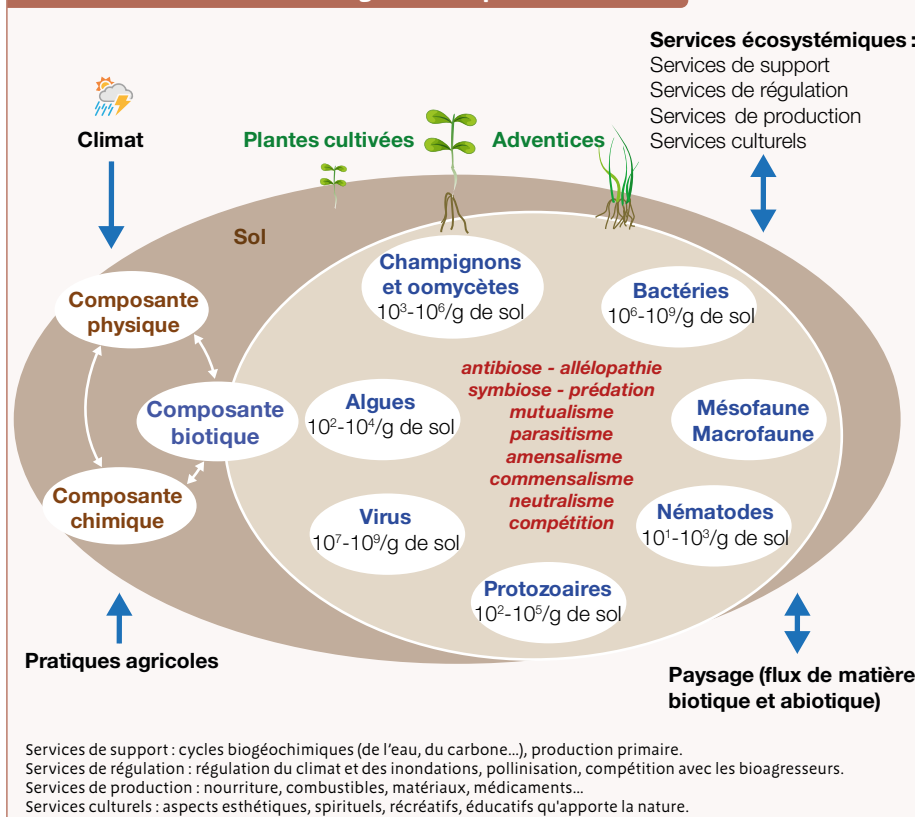 Services écosystémiques :
Services de support
Services de régulation
Services de production
Services culturels
Climat
Plantes cultivées
Adventices
Sol
Composante
physique
Composante
biotique
Composante
chimique
Champignons
et oomycètes
10³-10⁶/g de sol
Bactéries
10⁶-10⁹/g de sol
Algues
10²-10⁴/g de sol
antibiose - allélopathie
symbiose - prédation
mutualisme
parasitisme
amensalisme
commensalisme
neutralisme
compétition
Mésofaune
Macrofaune
Virus
10⁷-10⁹/g de sol
Nématodes
10¹-10³/g de sol
Protozoaires
10²-10⁵/g de sol
Pratiques agricoles
Paysage (flux de matière
biotique et abiotique)
Services de support : cycles biogéochimiques (de l'eau, du carbone...), production primaire.
Services de régulation : régulation du climat et des inondations, pollinisation, compétition avec les bioagresseurs.
Services de production : nourriture, combustibles, matériaux, médicaments...
Services culturels : aspects esthétiques, spirituels, récréatifs, éducatifs qu'apporte la nature.